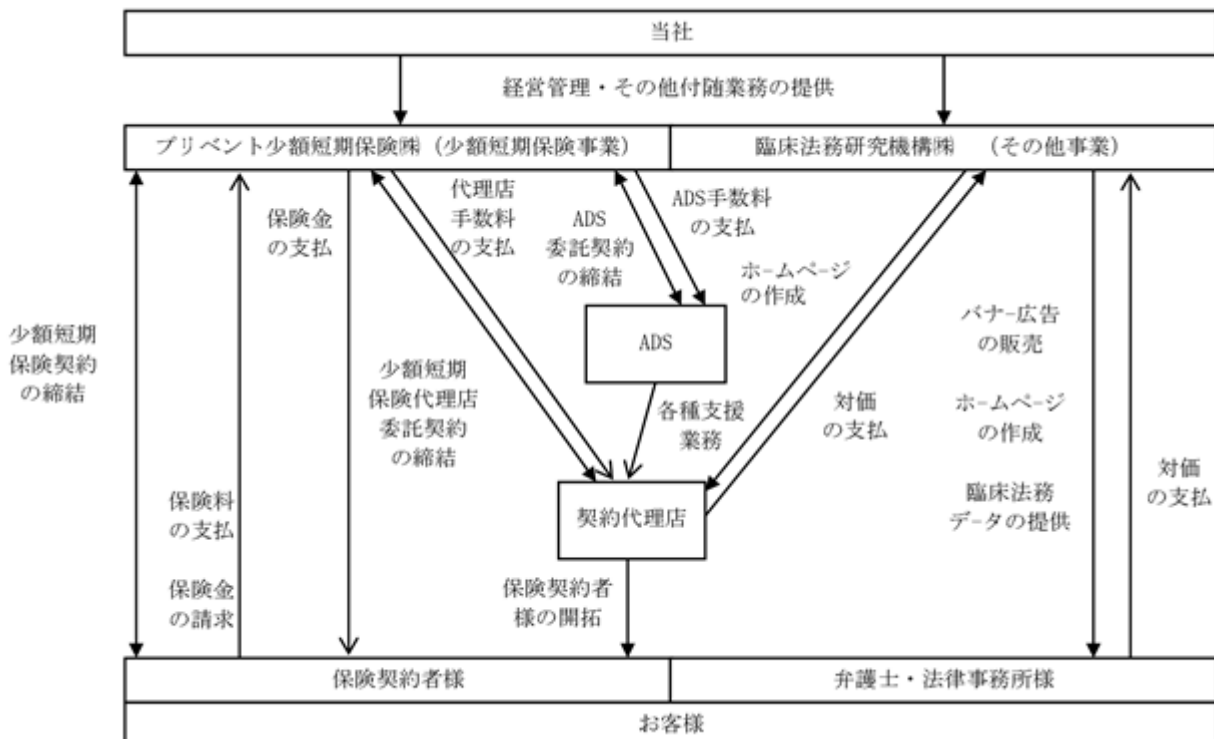 当社
経営管理・その他付随業務の提供
プリベント少額短期保険㈱(少額短期保険事業)
臨床法務研究機構㈱ (その他事業)
保険金
の支払
代理店
手数料
の支払
ADS
委託契約
の締結
ADS手数料
の支払
ホームページ
の作成
少額短期
保険契約
の締結
ADS
バナー広告
の販売
少額短期
保険代理店
委託契約
の締結
各種支援
業務
対価
の支払
ホームページ
の作成
保険料
の支払
契約代理店
臨床法務
データの提供
対価
の支払
保険金
の請求
保険契約者
様の開拓
保険契約者様
弁護士・法律事務所様
お客様